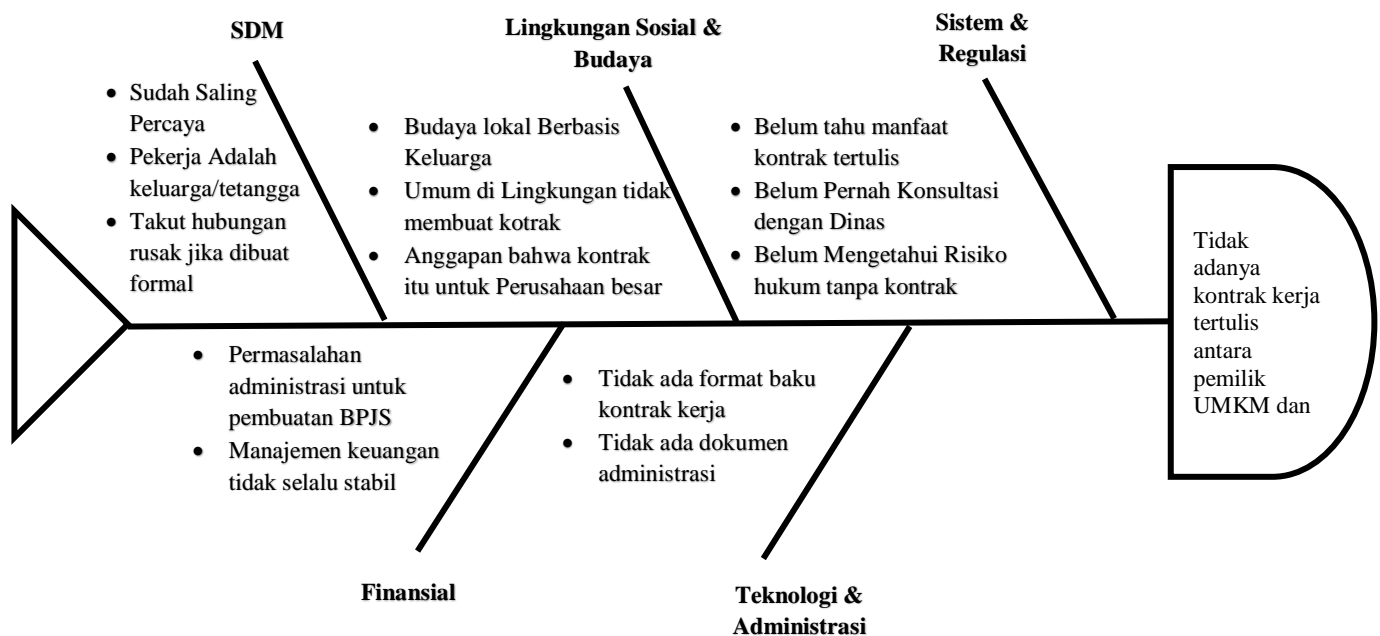 SDM
• Sudah Saling
Percaya
• Pekerja Adalah
keluarga/tetangga
• Takut hubungan
rusak jika dibuat
formal
Lingkungan Sosial &
Budaya
• Budaya lokal Berbasis
Keluarga
• Umum di Lingkungan tidak
membuat kotrak
• Anggapan bahwa kontrak
itu untuk Perusahaan besar
Sistem &
Regulasi
• Belum tahu manfaat
kontrak tertulis
• Belum Pernah Konsultasi
dengan Dinas
• Belum Mengetahui Risiko
hukum tanpa kontrak
Tidak
adanya
kontrak kerja
tertulis
antara
pemilik
UMKM dan
• Permasalahan
administrasi untuk
pembuatan BPJS
• Manajemen keuangan
tidak selalu stabil
Finansial
• Tidak ada format baku
kontrak kerja
• Tidak ada dokumen
administrasi
Teknologi &
Administrasi